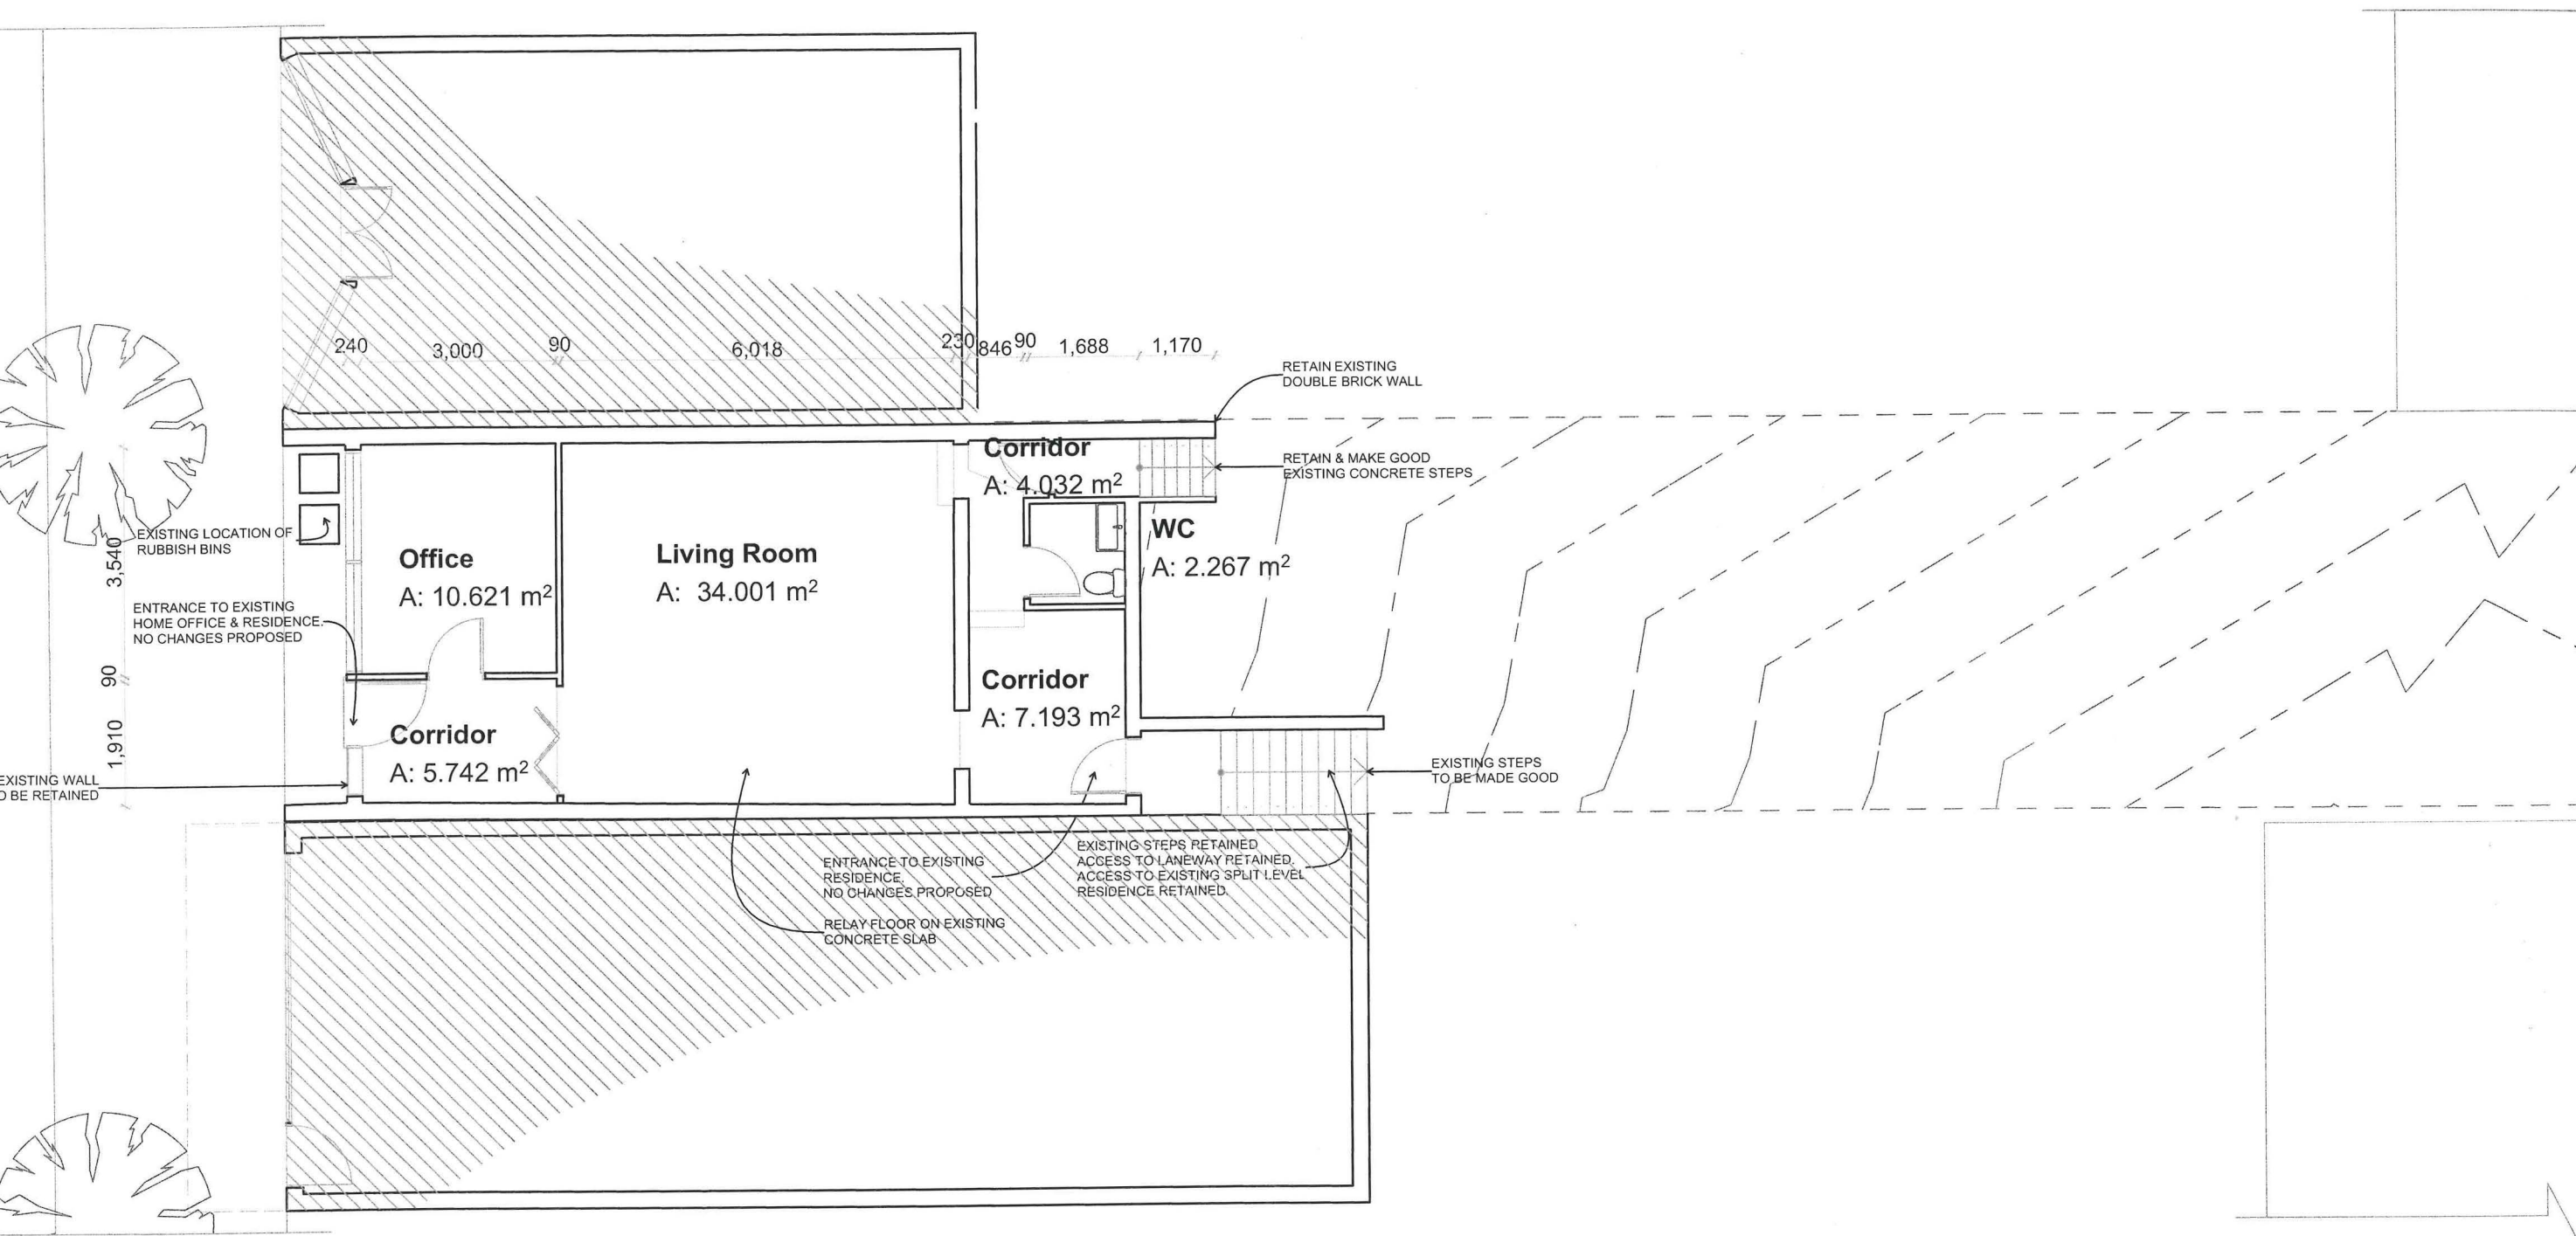 240
3,000
90
6,018
230
846
90
1,688
1,170
RETAIN EXISTING
DOUBLE BRICK WALL
Corridor
A: 4.032 m²
RETAIN & MAKE GOOD
EXISTING CONCRETE STEPS
EXISTING LOCATION OF
RUBBISH BINS
3,540
Office
A: 10.621 m²
Living Room
A: 34.001 m²
WC
A: 2.267 m²
ENTRANCE TO EXISTING
HOME OFFICE & RESIDENCE.
NO CHANGES PROPOSED
90
1,910
Corridor
A: 5.742 m²
Corridor
A: 7.193 m²
EXISTING WALL
O BE RETAINED
EXISTING STEPS
TO BE MADE GOOD
ENTRANCE TO EXISTING
RESIDENCE.
NO CHANGES PROPOSED
EXISTING STEPS RETAINED
ACCESS TO LANEWAY RETAINED.
ACCESS TO EXISTING SPLIT LEVEL
RESIDENCE RETAINED.
RELAY FLOOR ON EXISTING
CONCRETE SLAB